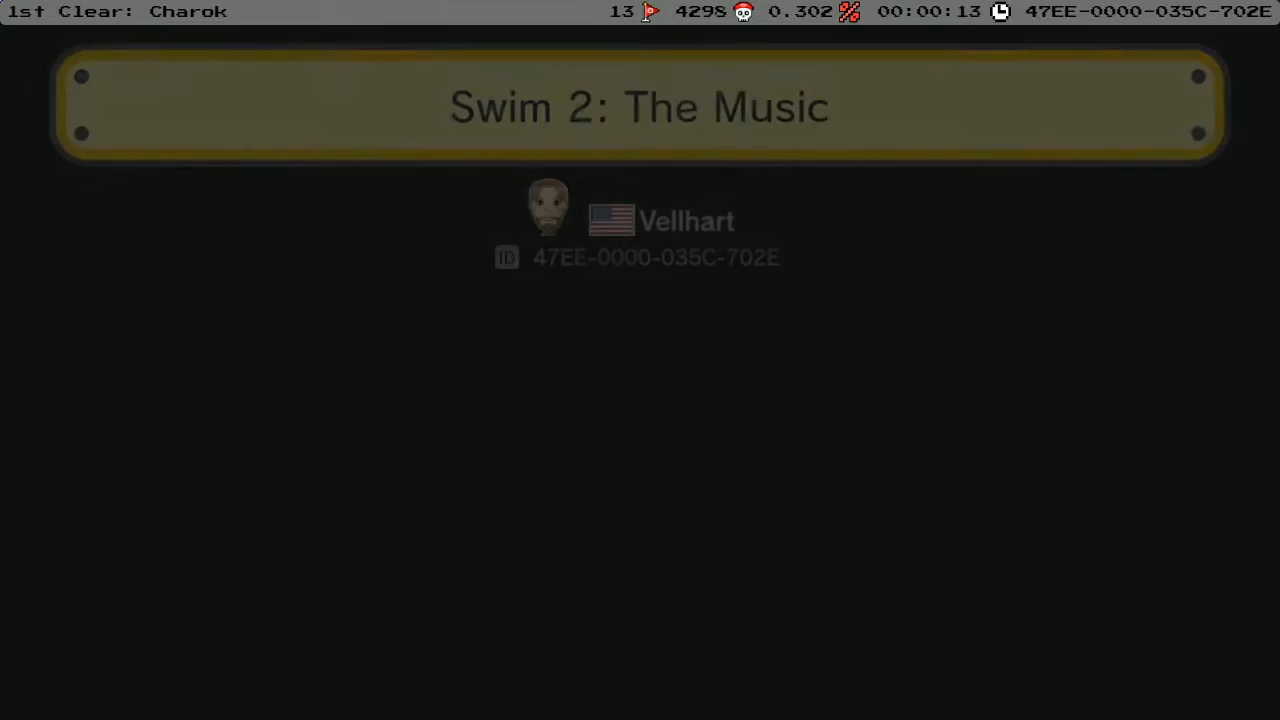 1st Clear: Charok 13 4298 0.302 00:00:13 47EE-0000-035C-702E
Swim 2: The Music
Vellhart
ID 47EE-0000-035C-702E